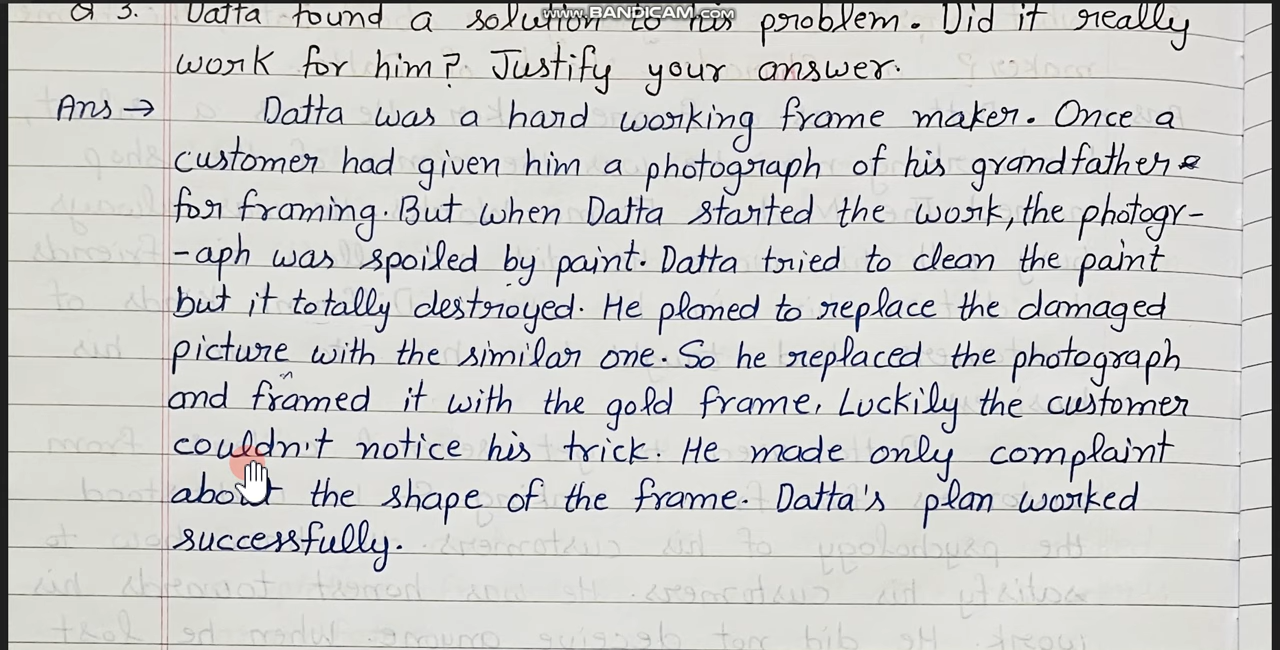 www.BANDICAM.com
Q 3. Datta found a solution to his problem. Did it really
work for him? Justify your answer.
Ans → Datta was a hard working frame maker. Once a
customer had given him a photograph of his grandfather
for framing. But when Datta started the work, the photogr-
-aph was spoiled by paint. Datta tried to clean the paint
but it totally destroyed. He planed to replace the damaged
picture with the similar one. So he replaced the photograph
and framed it with the gold frame. Luckily the customer
couldn't notice his trick. He made only complaint
about the shape of the frame. Datta's plan worked
successfully.